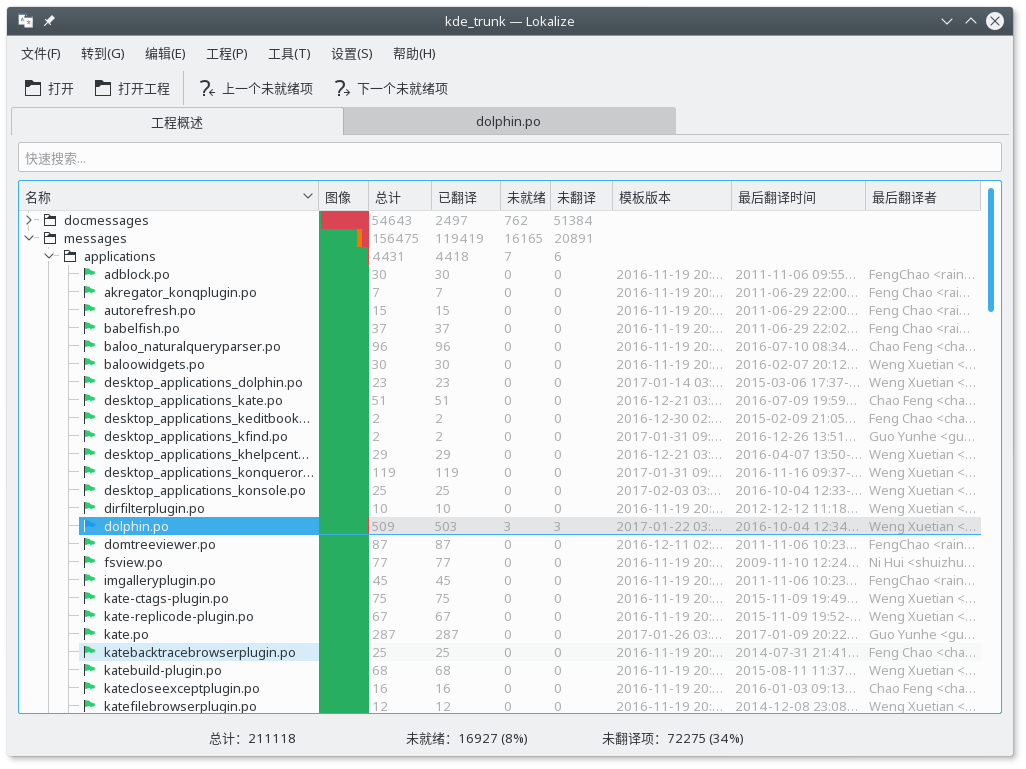 kde_trunk — Lokalize
文件(F) 转到(G) 编辑(E) 工程(P) 工具(T) 设置(S) 帮助(H)
打开 打开工程 上一个未就绪项 下一个未就绪项
工程概述 dolphin.po
快速搜索...
名称 图像 总计 已翻译 未就绪 未翻译 模板版本 最后翻译时间 最后翻译者
docmessages 54643 2497 762 51384
messages 156475 119419 16165 20891
applications 4431 4418 7 6
adblock.po 30 30 0 0 2016-11-19 20:... 2011-11-06 09:55... FengChao <rain...
akregator_konqplugin.po 7 7 0 0 2016-11-19 20:... 2011-06-29 22:00... Feng Chao <rai...
autorefresh.po 15 15 0 0 2016-11-19 20:... 2011-06-29 22:00... Feng Chao <rai...
babelfish.po 37 37 0 0 2016-11-19 20:... 2011-06-29 22:02... Feng Chao <rai...
baloo_naturalqueryparser.po 96 96 0 0 2016-11-19 20:... 2016-07-10 08:34... Chao Feng <cha...
baloowidgets.po 30 30 0 0 2016-11-19 20:... 2016-02-07 20:12... Weng Xuetian <...
desktop_applications_dolphin.po 23 23 0 0 2017-01-14 03:... 2015-03-06 17:37-... Weng Xuetian <...
desktop_applications_kate.po 51 51 0 0 2016-12-21 03:... 2016-07-09 19:59... Chao Feng <cha...
desktop_applications_keditbook... 2 2 0 0 2016-12-30 02:... 2015-02-09 21:05... Feng Chao <cha...
desktop_applications_kfind.po 2 2 0 0 2017-01-31 09:... 2016-12-26 13:51... Guo Yunhe <gu...
desktop_applications_khelpcent... 29 29 0 0 2016-12-21 03:... 2016-04-07 13:50-... Weng Xuetian <...
desktop_applications_konqueror... 119 119 0 0 2017-01-31 09:... 2016-11-16 09:37-... Weng Xuetian <...
desktop_applications_konsole.po 25 25 0 0 2017-02-03 03:... 2016-10-04 12:33-... Weng Xuetian <...
dirfilterplugin.po 10 10 0 0 2016-11-19 20:... 2012-12-12 11:18... Weng Xuetian <...
dolphin.po 509 503 3 3 2017-01-22 03:... 2016-10-04 12:34... Weng Xuetian <...
domtreeviewer.po 87 87 0 0 2016-12-11 02:... 2011-11-06 10:23... FengChao <rain...
fsview.po 77 77 0 0 2016-11-19 20:... 2009-11-10 12:24... Ni Hui <shuizhu...
imgalleryplugin.po 45 45 0 0 2016-11-19 20:... 2011-11-06 10:23... FengChao <rain...
kate-ctags-plugin.po 75 75 0 0 2016-11-19 20:... 2015-11-09 19:49... Weng Xuetian <...
kate-replicode-plugin.po 67 67 0 0 2016-11-19 20:... 2015-11-09 19:52-... Weng Xuetian <...
kate.po 287 287 0 0 2017-01-26 03:... 2017-01-09 20:22... Guo Yunhe <gu...
katebacktracebrowserplugin.po 25 25 0 0 2016-11-19 20:... 2014-07-31 21:41... Feng Chao <cha...
katebuild-plugin.po 68 68 0 0 2016-11-19 20:... 2015-08-11 11:37... Weng Xuetian <...
katecloseexceptplugin.po 16 16 0 0 2016-11-19 20:... 2016-01-03 09:13... Chao Feng <cha...
katefilebrowserplugin.po 12 12 0 0 2016-11-19 20:... 2014-12-08 23:08... Weng Xuetian <...
总计：211118 未就绪：16927 (8%) 未翻译项：72275 (34%)